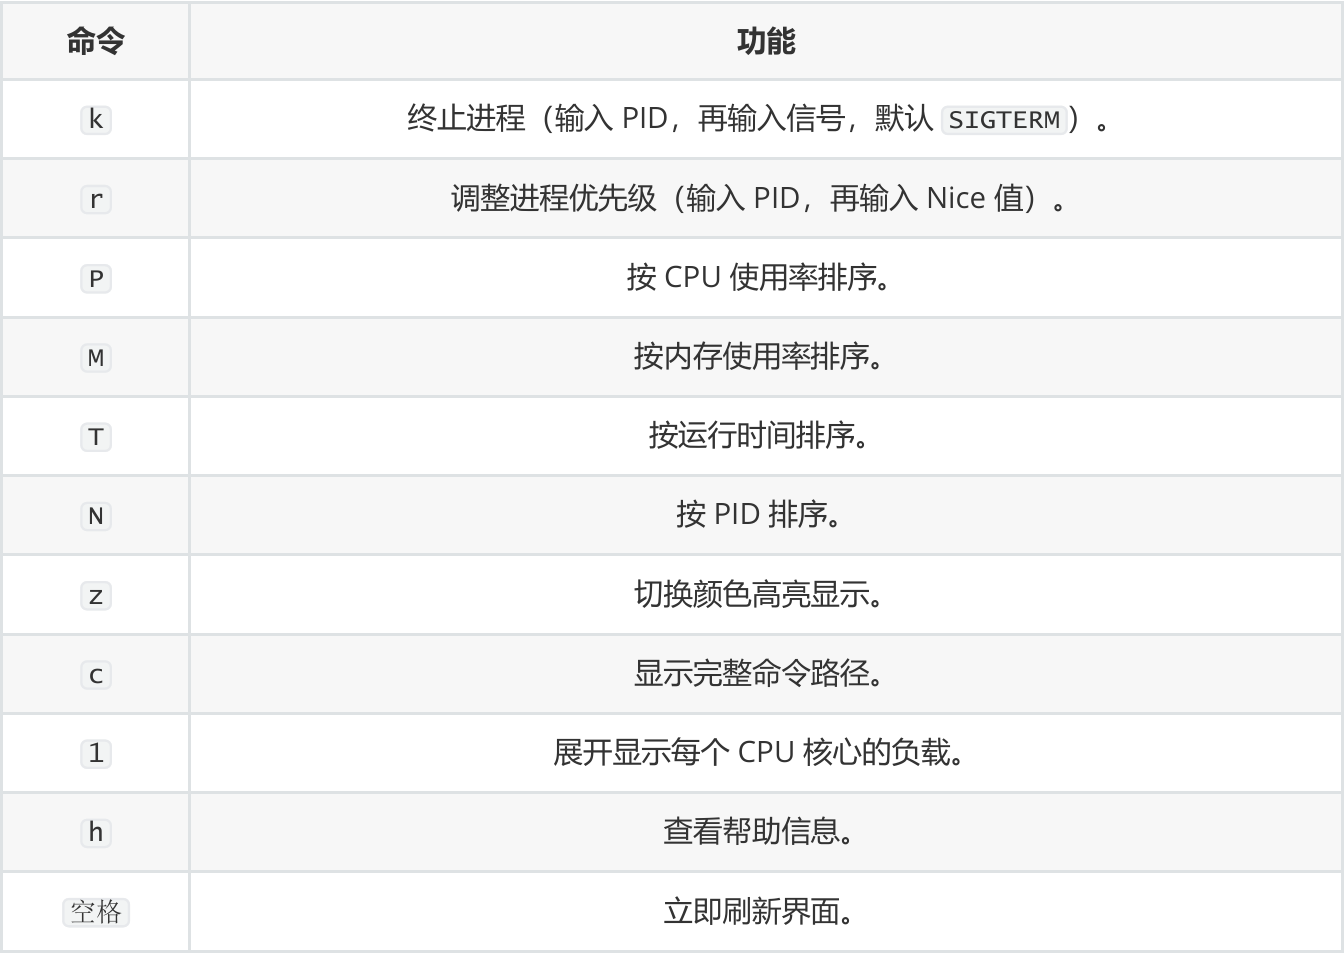 命令 功能
k 终止进程（输入 PID，再输入信号，默认 SIGTERM）。
r 调整进程优先级（输入 PID，再输入 Nice 值）。
P 按 CPU 使用率排序。
M 按内存使用率排序。
T 按运行时间排序。
N 按 PID 排序。
z 切换颜色高亮显示。
c 显示完整命令路径。
1 展开显示每个 CPU 核心的负载。
h 查看帮助信息。
空格 立即刷新界面。